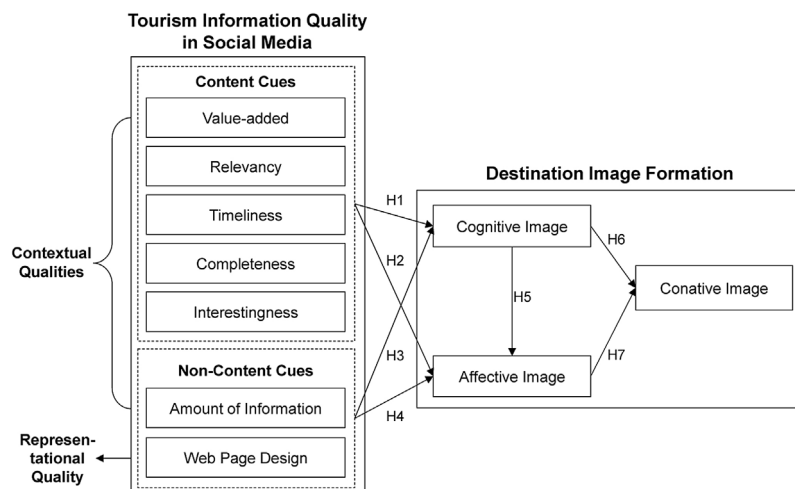 Tourism Information Quality
in Social Media
Content Cues
Value-added
Relevancy
Timeliness
Completeness
Interestingness
Contextual
Qualities
Non-Content Cues
Amount of Information
Web Page Design
Represen-
tational
Quality
H1
H2
H3
H4
Destination Image Formation
Cognitive Image
H5
Affective Image
H6
H7
Conative Image